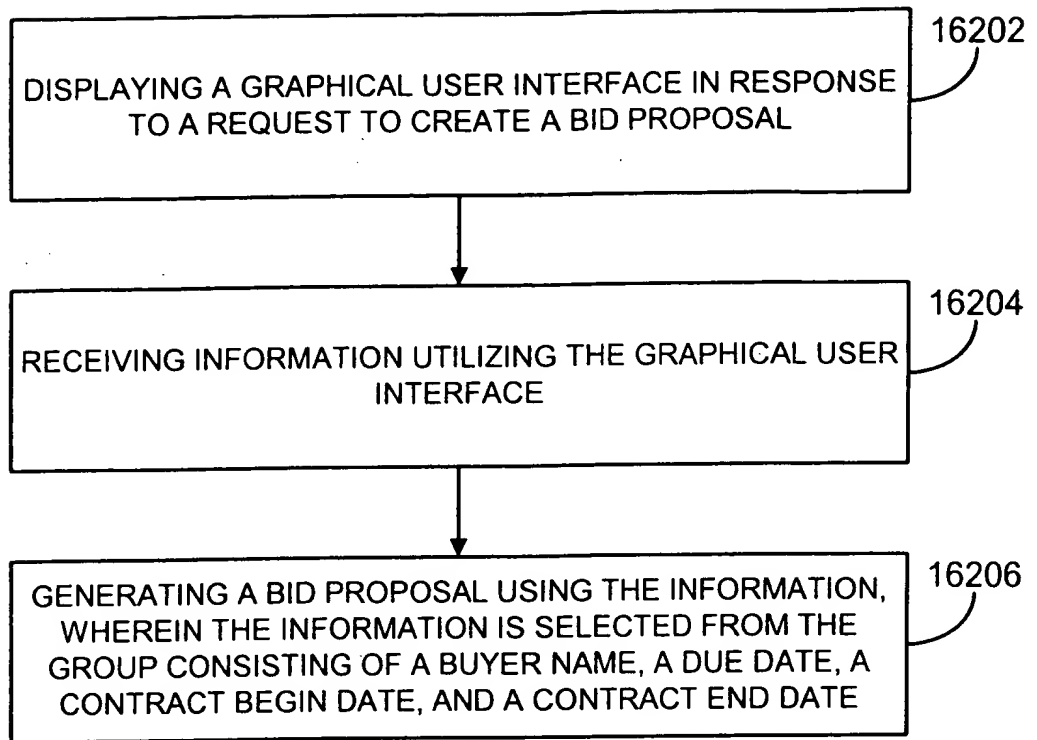 16202
DISPLAYING A GRAPHICAL USER INTERFACE IN RESPONSE
TO A REQUEST TO CREATE A BID PROPOSAL
16204
RECEIVING INFORMATION UTILIZING THE GRAPHICAL USER
INTERFACE
16206
GENERATING A BID PROPOSAL USING THE INFORMATION,
WHEREIN THE INFORMATION IS SELECTED FROM THE
GROUP CONSISTING OF A BUYER NAME, A DUE DATE, A
CONTRACT BEGIN DATE, AND A CONTRACT END DATE